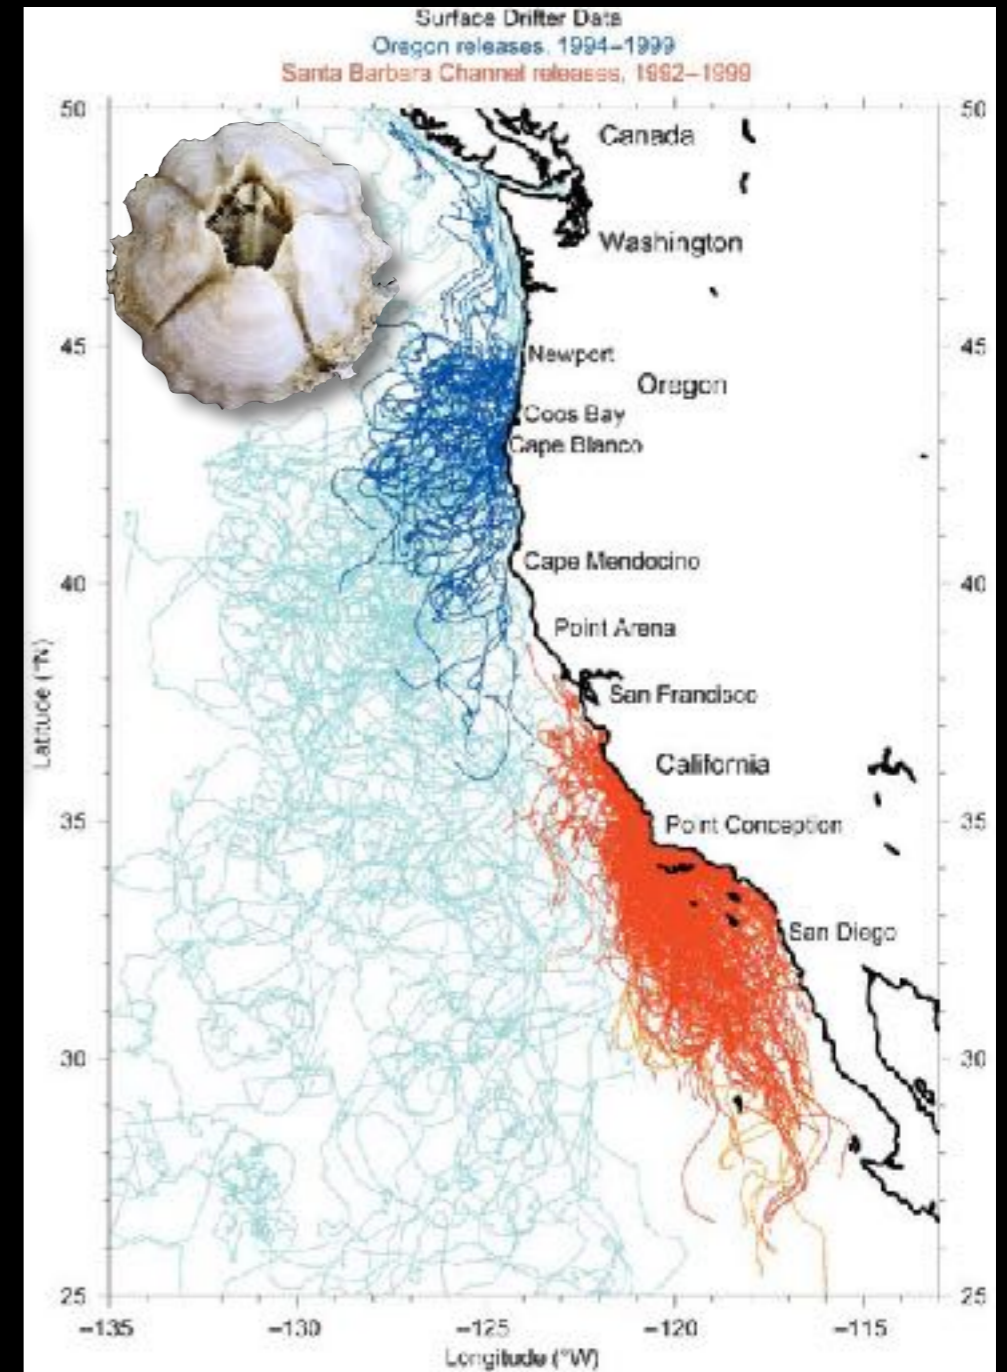 Surface Drifter Data
Oregon releases, 1994–1999
Santa Barbara Channel releases, 1992–1999
50
50
Canada
Washington
45
Newport
45
Oregon
Coos Bay
Cape Blanco
Cape Mendocino
40
40
Point Arena
San Francisco
California
35
Point Conception
35
San Diego
30
30
25
25
−135
−130
−125
−120
−115
Latitude (°N)
Longitude (°W)